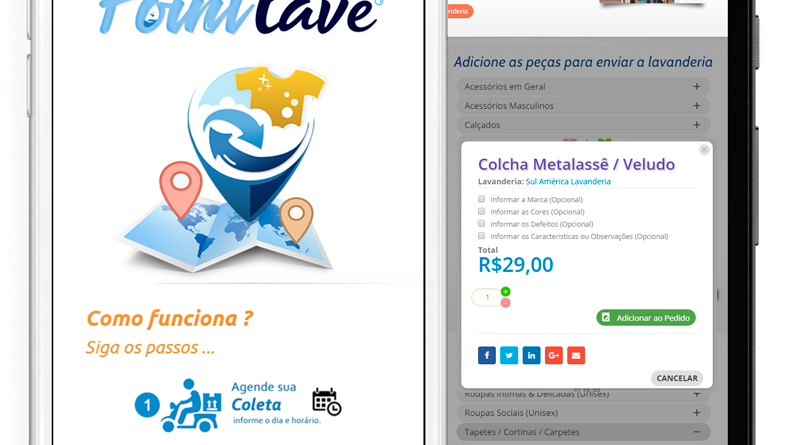 PointLave
Como funciona ?
Siga os passos ...
1
Agende sua
Coleta
informe o dia e horário.
anderia
Adicione as peças para enviar a lavanderia
Acessórios em Geral +
Acessórios Masculinos +
Calçados +
Colcha Metalassê / Veludo
Lavanderia: Sul América Lavanderia
Informar a Marca (Opcional)
Informar as Cores (Opcional)
Informar os Defeitos (Opcional)
Informar os Caracteristicas ou Observações (Opcional)
Total
R$29,00
1
+
-
Adicionar ao Pedido
CANCELAR
Roupas Íntimas & Delicadas (Unisex) +
Roupas Sociais (Unisex) +
Tapetes / Cortinas / Carpetes −